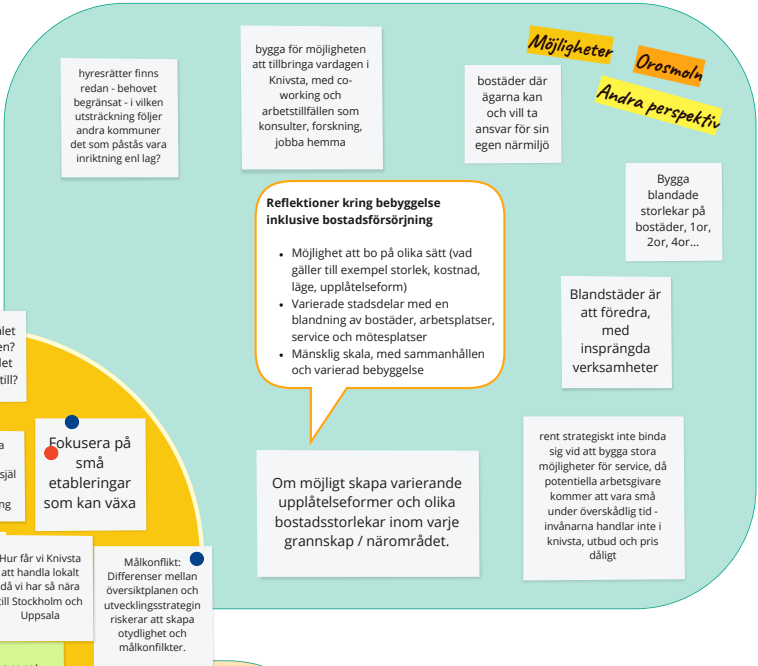 Möjligheter
Orosmoln
Andra perspektiv
hyresrätter finns
redan - behovet
begränsat - i vilken
utsträckning följer
andra kommuner
det som påstås vara
inriktning enl lag?
bygga för möjligheten
att tillbringa vardagen i
Knivsta, med co-
working och
arbetstillfällen som
konsulter, forskning,
jobba hemma
bostäder där
ägarna kan
och vill ta
ansvar för sin
egen närmiljö
Bygga
blandade
storlekar på
bostäder, 1or,
2or, 4or...
Reflektioner kring bebyggelse
inklusive bostadsförsörjning
• Möjlighet att bo på olika sätt (vad
gäller till exempel storlek, kostnad,
läge, upplåtelseform)
• Varierade stadsdelar med en
blandning av bostäder, arbetsplatser,
service och mötesplatser
• Mänsklig skala, med sammanhållen
och varierad bebyggelse
Blandstäder är
att föredra,
med
insprängda
verksamheter
Om möjligt skapa varierande
upplåtelseformer och olika
bostadsstorlekar inom varje
grannskap / närområdet.
rent strategiskt inte binda
sig vid att bygga stora
möjligheter för service, då
potentiella arbetsgivare
kommer att vara små
under överskådlig tid -
invånarna handlar inte i
knivsta, utbud och pris
dåligt
till?
Fokusera på
små
etableringar
som kan växa
Hur får vi Knivsta
att handla lokalt
då vi har så nära
till Stockholm och
Uppsala
Målkonflikt:
Differenser mellan
översiktplanen och
utvecklingsstrategin
riskerar att skapa
otydlighet och
målkonfilkter.